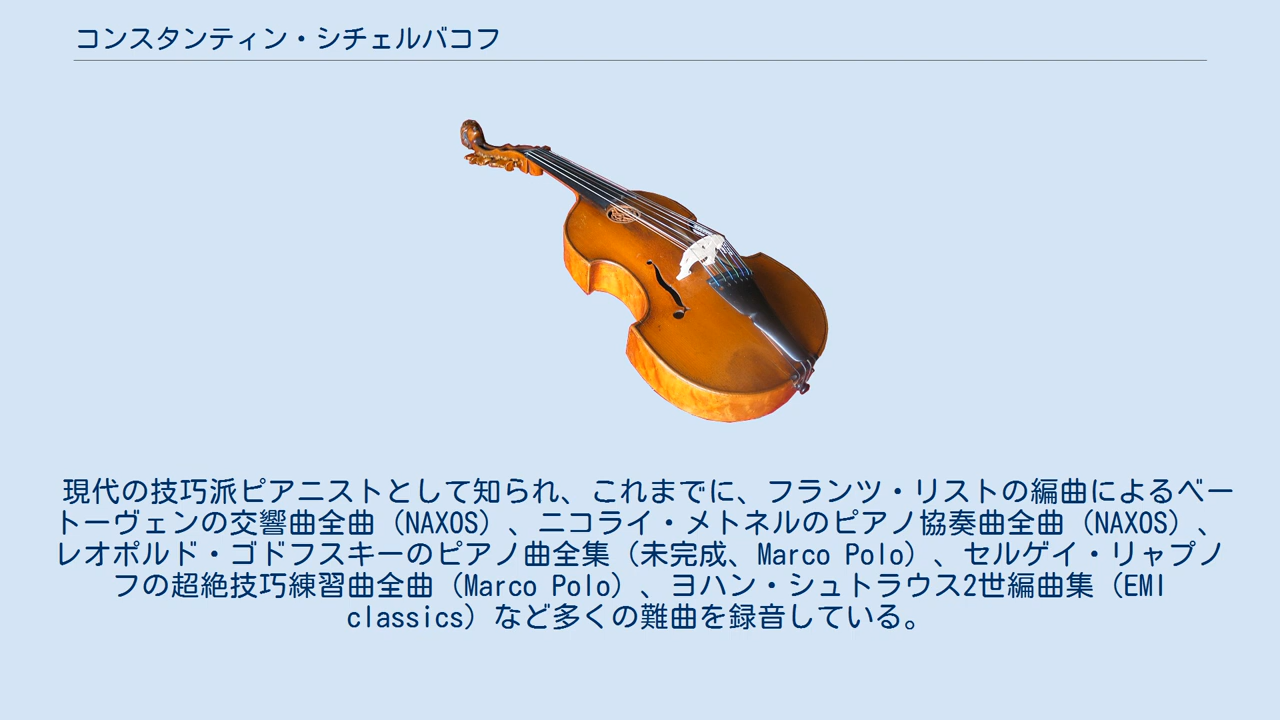 コンスタンティン・シチェルバコフ
現代の技巧派ピアニストとして知られ、これまでに、フランツ・リストの編曲によるベー
トーヴェンの交響曲全曲（NAXOS）、ニコライ・メトネルのピアノ協奏曲全曲（NAXOS）、
レオポルド・ゴドフスキーのピアノ曲全集（未完成、Marco Polo）、セルゲイ・リャプノ
フの超絶技巧練習曲全曲（Marco Polo）、ヨハン・シュトラウス2世編曲集（EMI
classics）など多くの難曲を録音している。